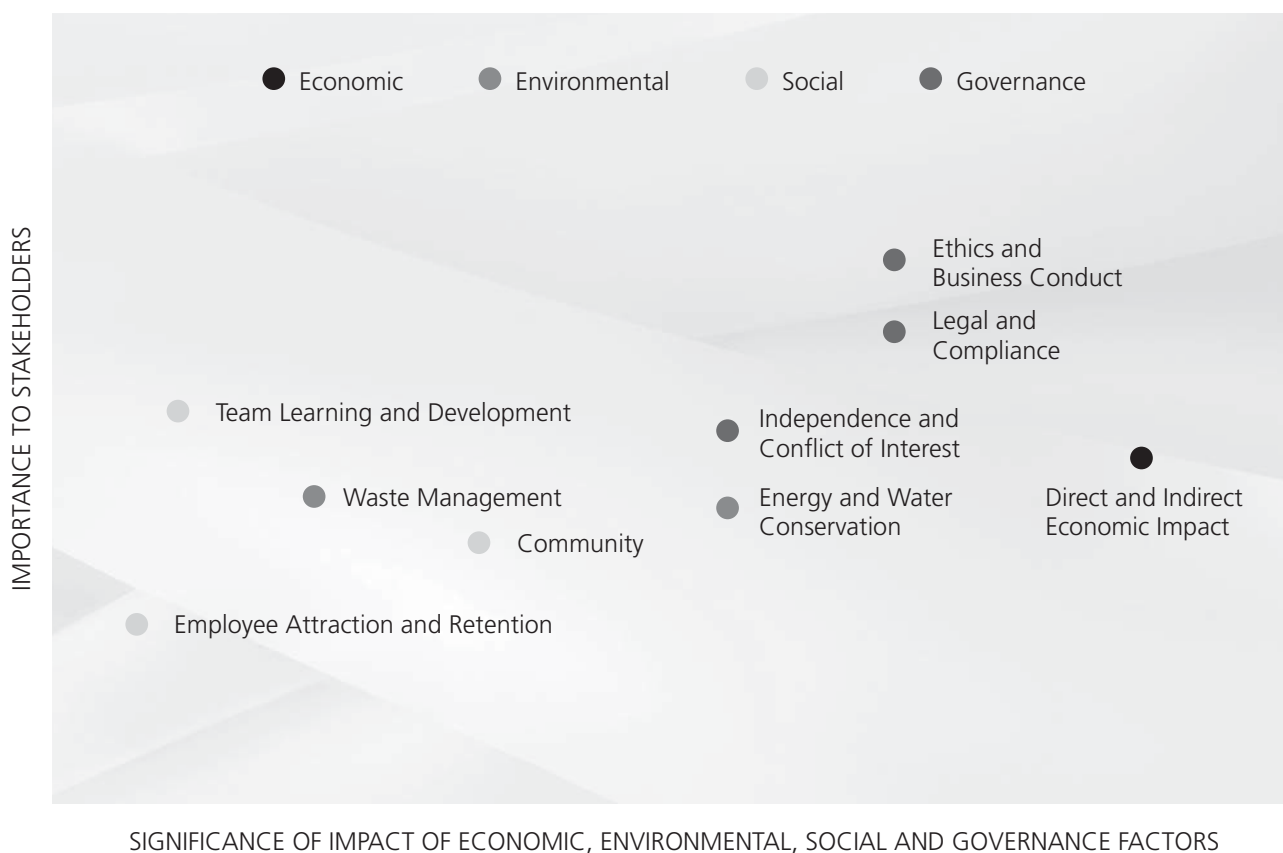 Economic
Environmental
Social
Governance
IMPORTANCE TO STAKEHOLDERS
Ethics and
Business Conduct
Legal and
Compliance
Team Learning and Development
Independence and
Conflict of Interest
Waste Management
Energy and Water
Conservation
Direct and Indirect
Economic Impact
Community
Employee Attraction and Retention
SIGNIFICANCE OF IMPACT OF ECONOMIC, ENVIRONMENTAL, SOCIAL AND GOVERNANCE FACTORS